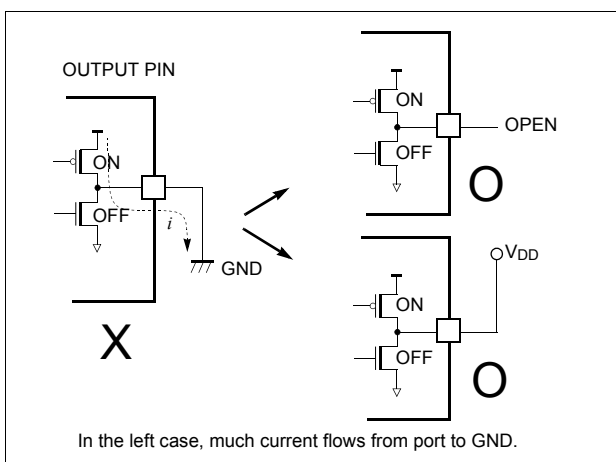 OUTPUT PIN
ON
OFF
i
GND
X
ON
OFF
OPEN
O
VDD
ON
OFF
O
In the left case, much current flows from port to GND.